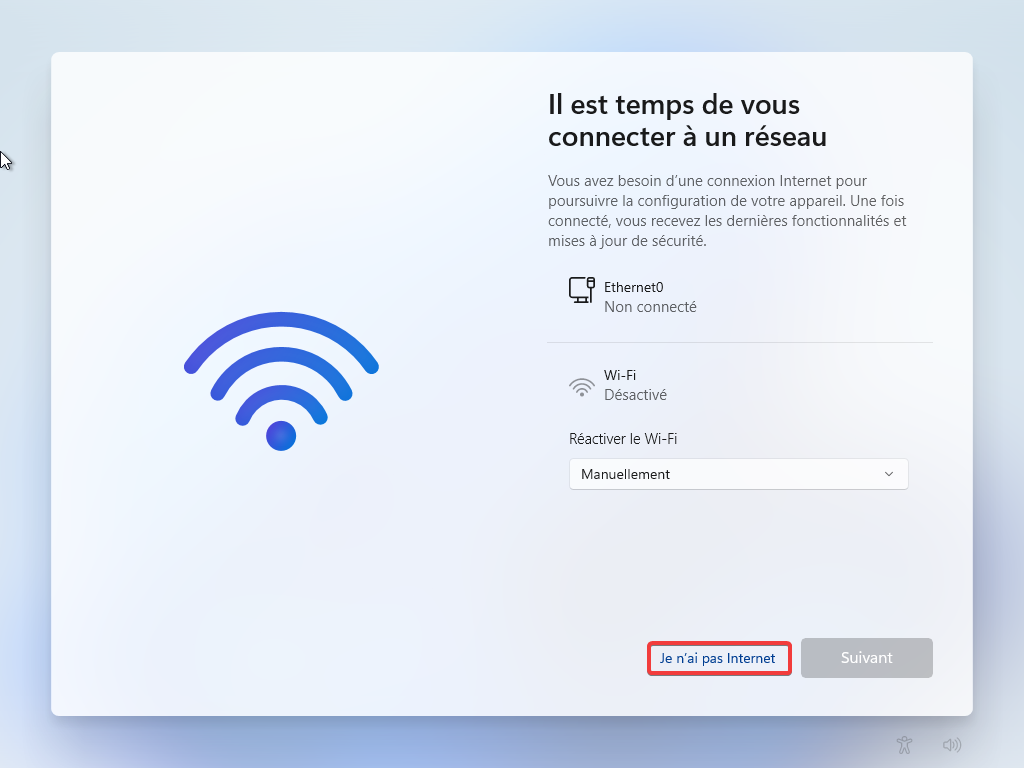 Il est temps de vous
connecter à un réseau
Vous avez besoin d’une connexion Internet pour
poursuivre la configuration de votre appareil. Une fois
connecté, vous recevez les dernières fonctionnalités et
mises à jour de sécurité.
Ethernet0
Non connecté
Wi-Fi
Désactivé
Réactiver le Wi-Fi
Manuellement
Je n’ai pas Internet
Suivant